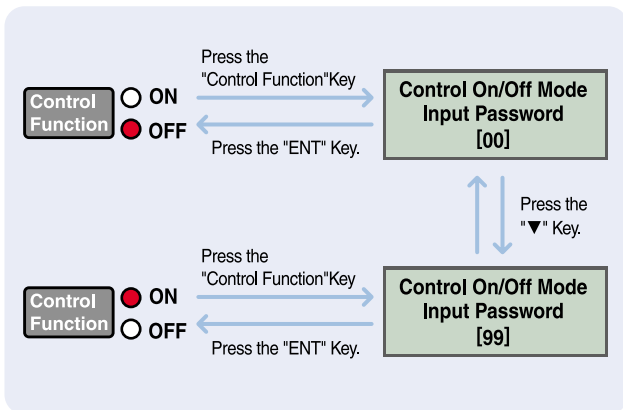 Press the
"Control Function"Key
Control
Function
ON
OFF
Press the "ENT" Key.
Control On/Off Mode
Input Password
[00]
Press the
"▼" Key.
Press the
"Control Function"Key
Control
Function
ON
OFF
Press the "ENT" Key.
Control On/Off Mode
Input Password
[99]